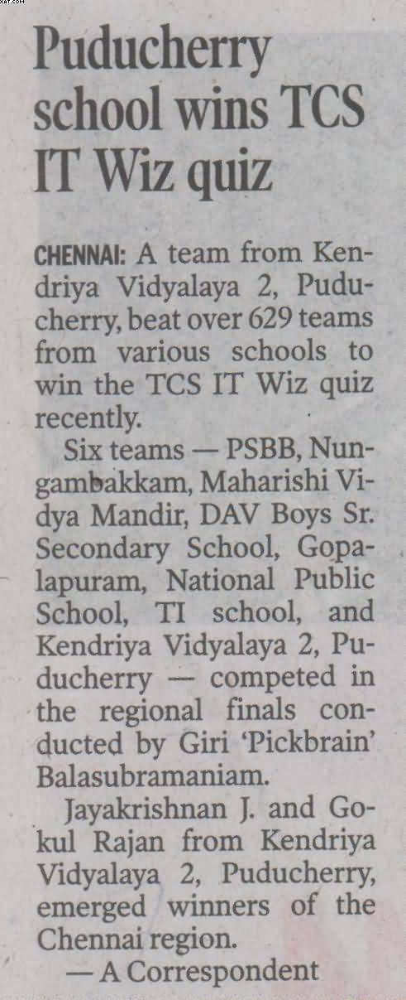 XAT.COM
Puducherry
school wins TCS
IT Wiz quiz
CHENNAI: A team from Ken-
driya Vidyalaya 2, Pudu-
cherry, beat over 629 teams
from various schools to
win the TCS IT Wiz quiz
recently.
Six teams — PSBB, Nun-
gambakkam, Maharishi Vi-
dya Mandir, DAV Boys Sr.
Secondary School, Gopa-
lapuram, National Public
School, TI school, and
Kendriya Vidyalaya 2, Pu-
ducherry — competed in
the regional finals con-
ducted by Giri ‘Pickbrain’
Balasubramaniam.
Jayakrishnan J. and Go-
kul Rajan from Kendriya
Vidyalaya 2, Puducherry,
emerged winners of the
Chennai region.
— A Correspondent